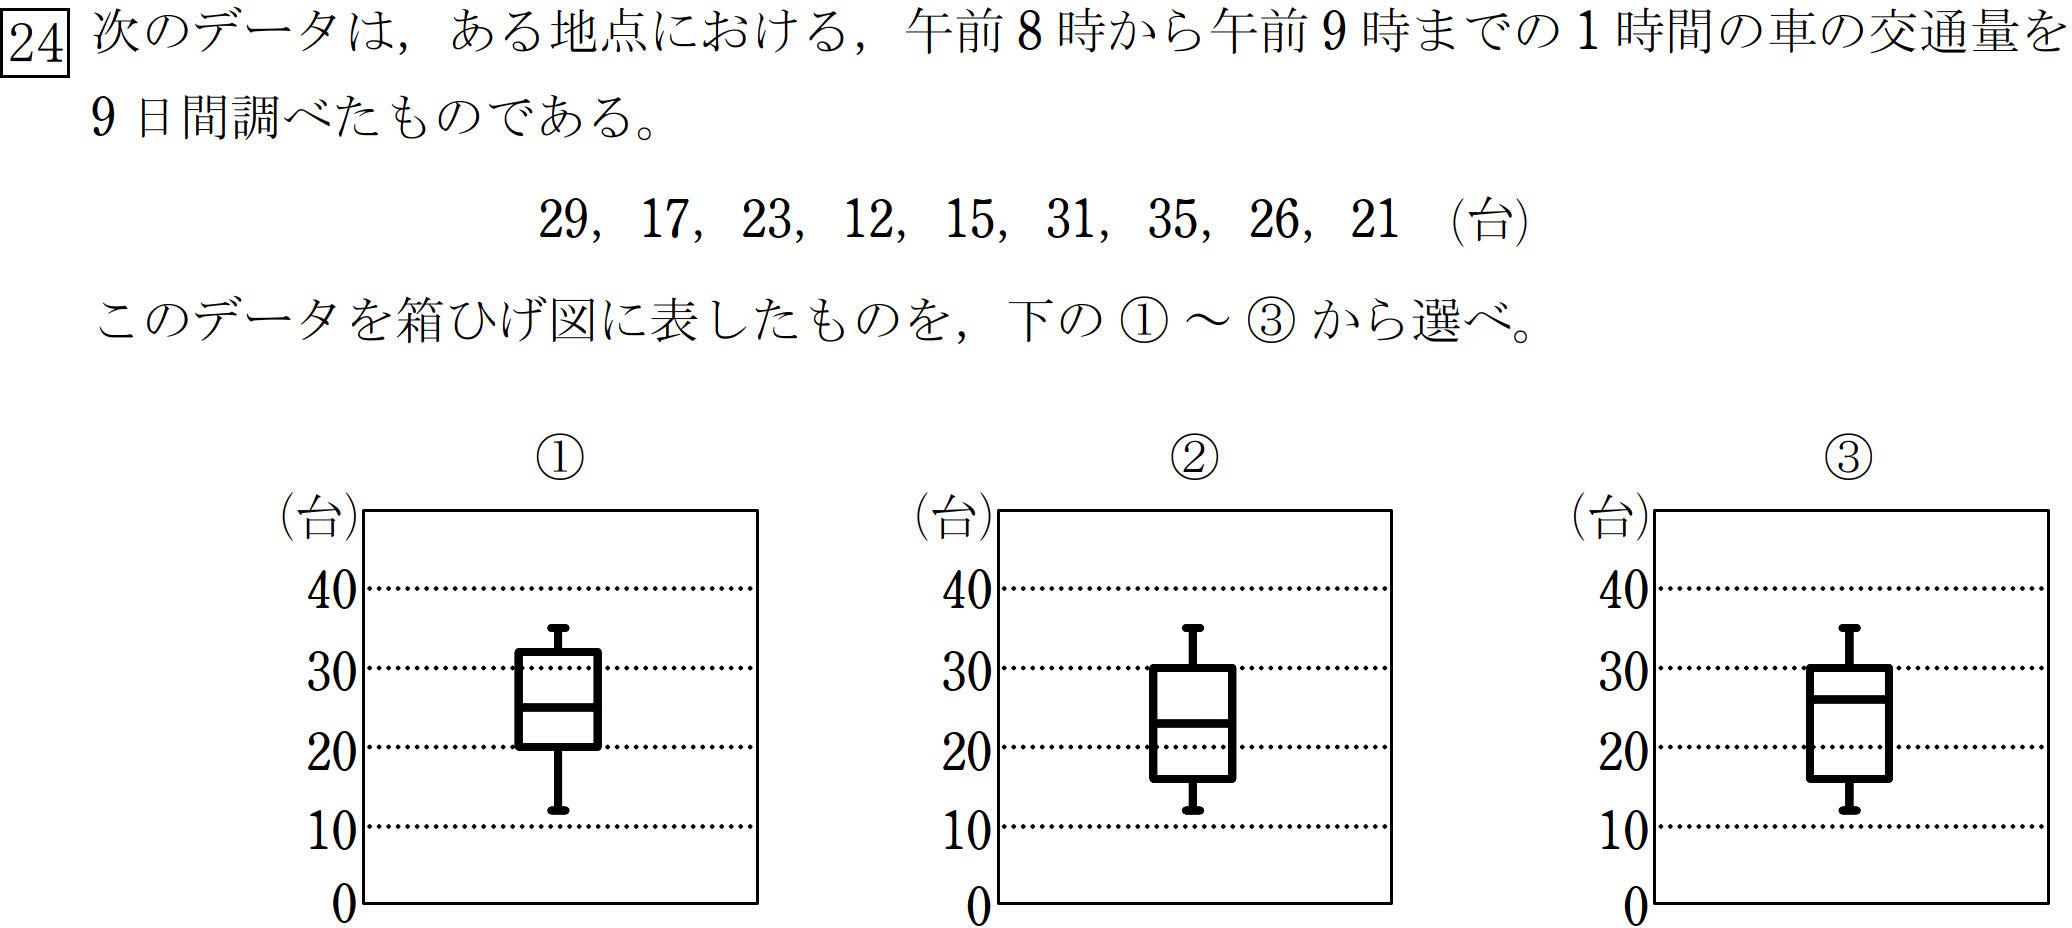 24 次のデータは，ある地点における，午前8時から午前9時までの1時間の車の交通量を
9日間調べたものである。
29，17，23，12，15，31，35，26，21 (台)
このデータを箱ひげ図に表したものを，下の①～③から選べ。
① ② ③
(台) (台) (台)
40 40 40
30 30 30
20 20 20
10 10 10
0 0 0